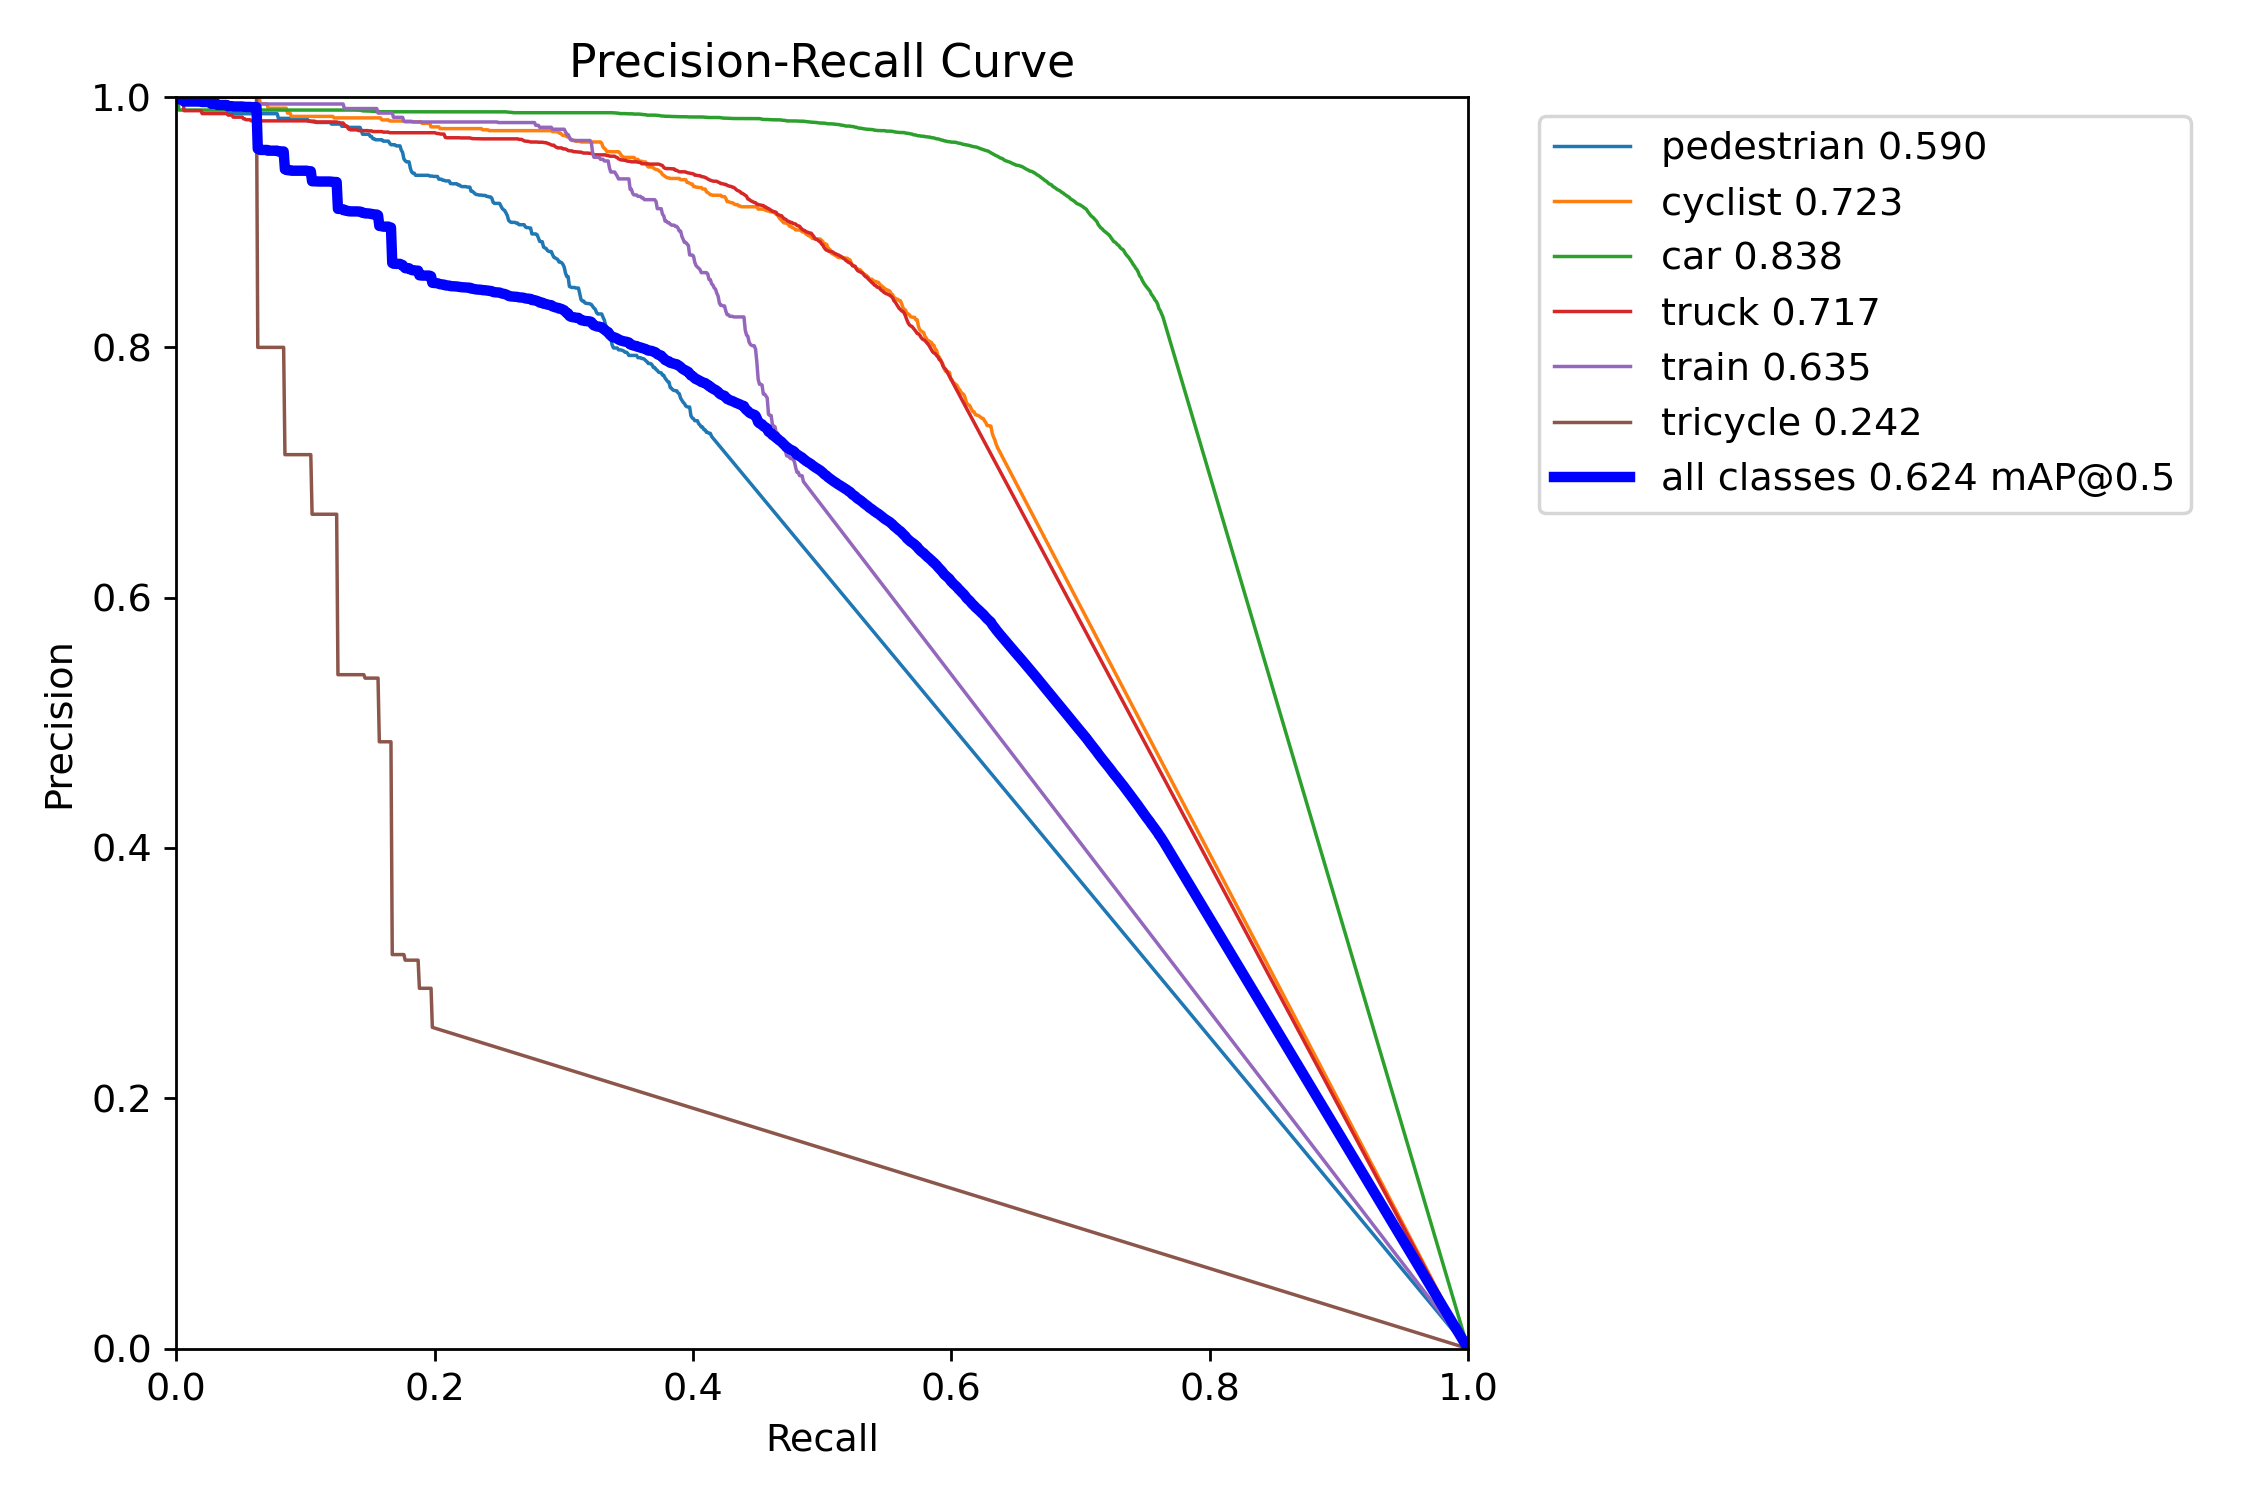 Precision-Recall Curve
1.0
0.8
0.6
0.4
0.2
0.0
Precision
0.0 0.2 0.4 0.6 0.8 1.0
Recall
pedestrian 0.590
cyclist 0.723
car 0.838
truck 0.717
train 0.635
tricycle 0.242
all classes 0.624 mAP@0.5